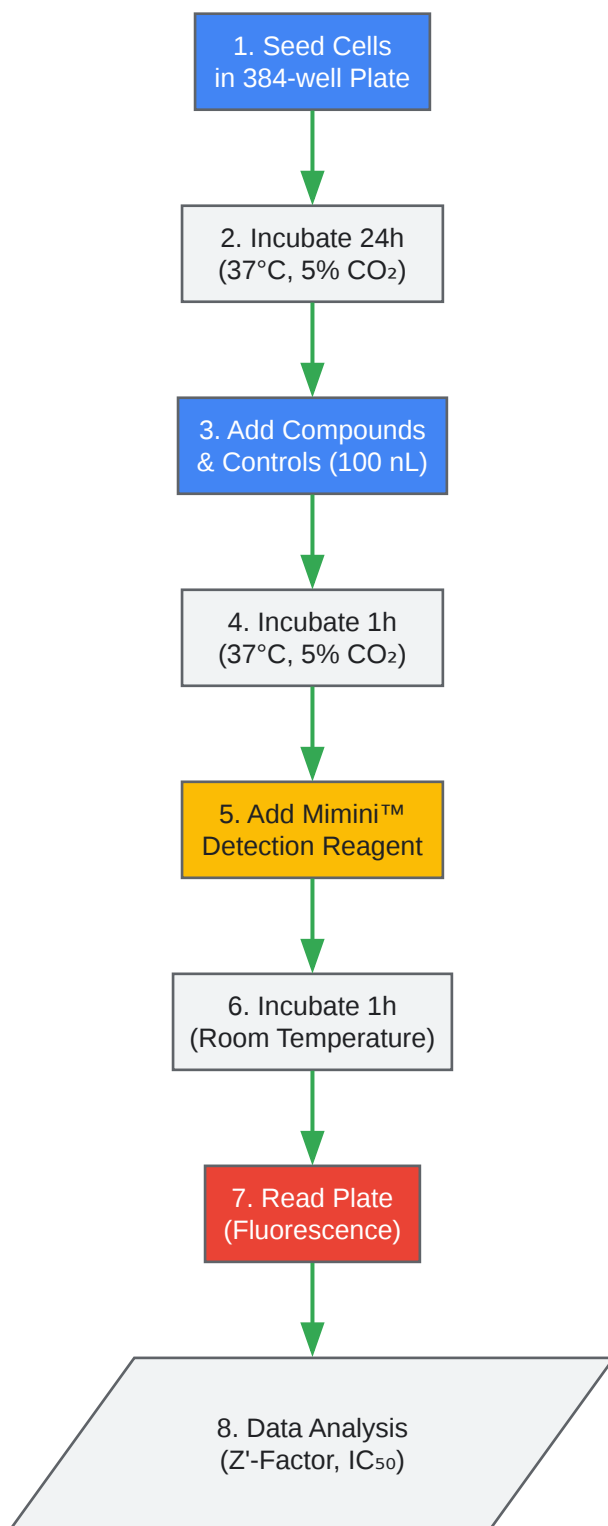 1. Seed Cells
in 384-well Plate
2. Incubate 24h
(37°C, 5% CO₂)
3. Add Compounds
& Controls (100 nL)
4. Incubate 1h
(37°C, 5% CO₂)
5. Add Mimini™
Detection Reagent
6. Incubate 1h
(Room Temperature)
7. Read Plate
(Fluorescence)
8. Data Analysis
(Z'-Factor, IC₅₀)